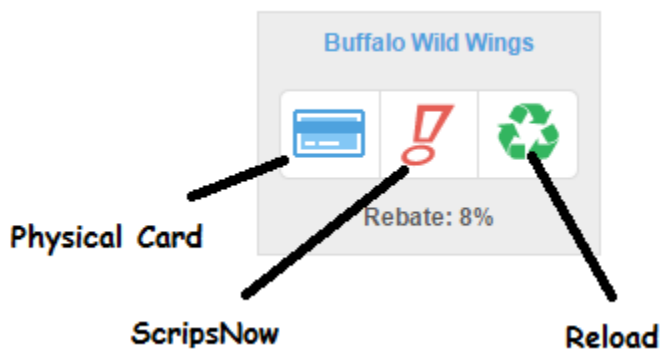 Buffalo Wild Wings
Rebate: 8%
Physical Card
ScripsNow
Reload